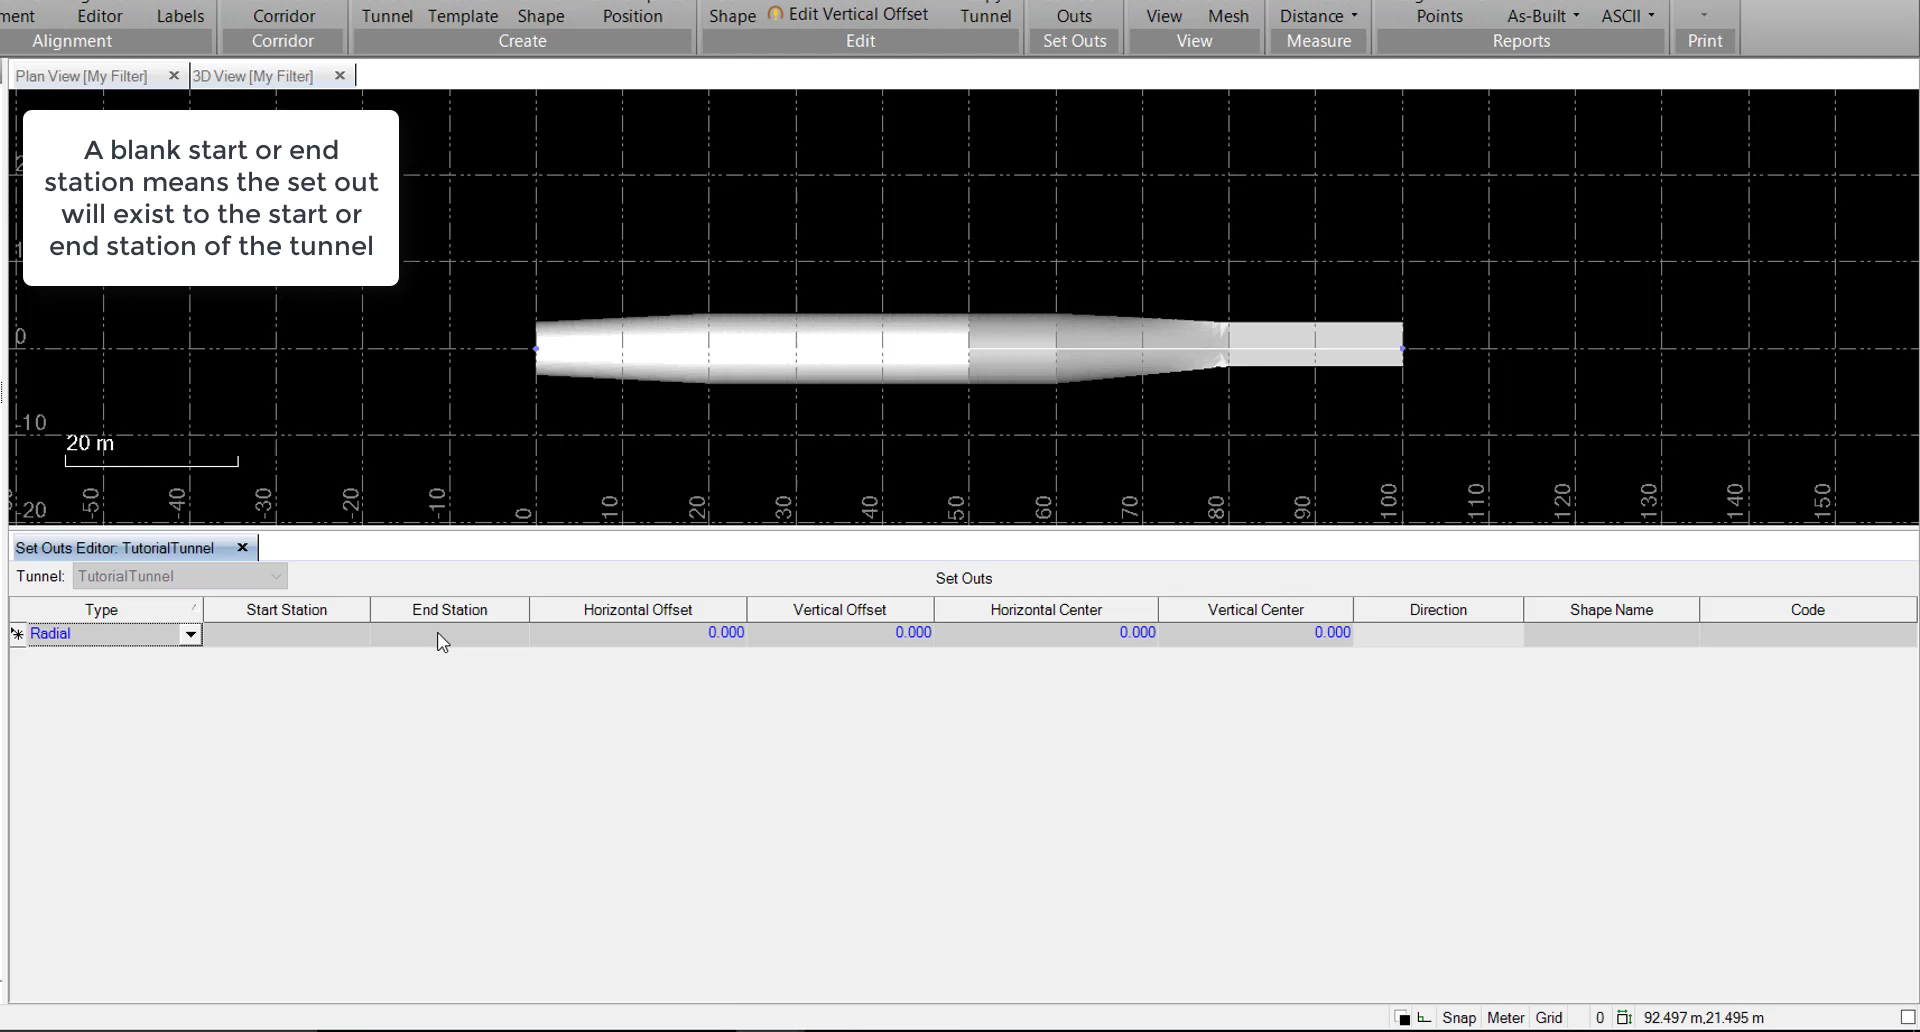 ment Editor Labels Corridor Tunnel Template Shape Position Shape Edit Vertical Offset Tunnel Outs View Mesh Distance Points As-Built ASCII
Alignment Corridor Create Edit Set Outs View Measure Reports Print
Plan View [My Filter] 3D View [My Filter]
A blank start or end
station means the set out
will exist to the start or
end station of the tunnel
0
-10
20 m
-20 -50 -40 -30 -20 -10 0 10 20 30 40 50 60 70 80 90 100 110 120 130 140 150
Set Outs Editor: TutorialTunnel
Tunnel: TutorialTunnel Set Outs
Type Start Station End Station Horizontal Offset Vertical Offset Horizontal Center Vertical Center Direction Shape Name Code
Radial 0.000 0.000 0.000 0.000
Snap Meter Grid 0 92.497 m,21.495 m